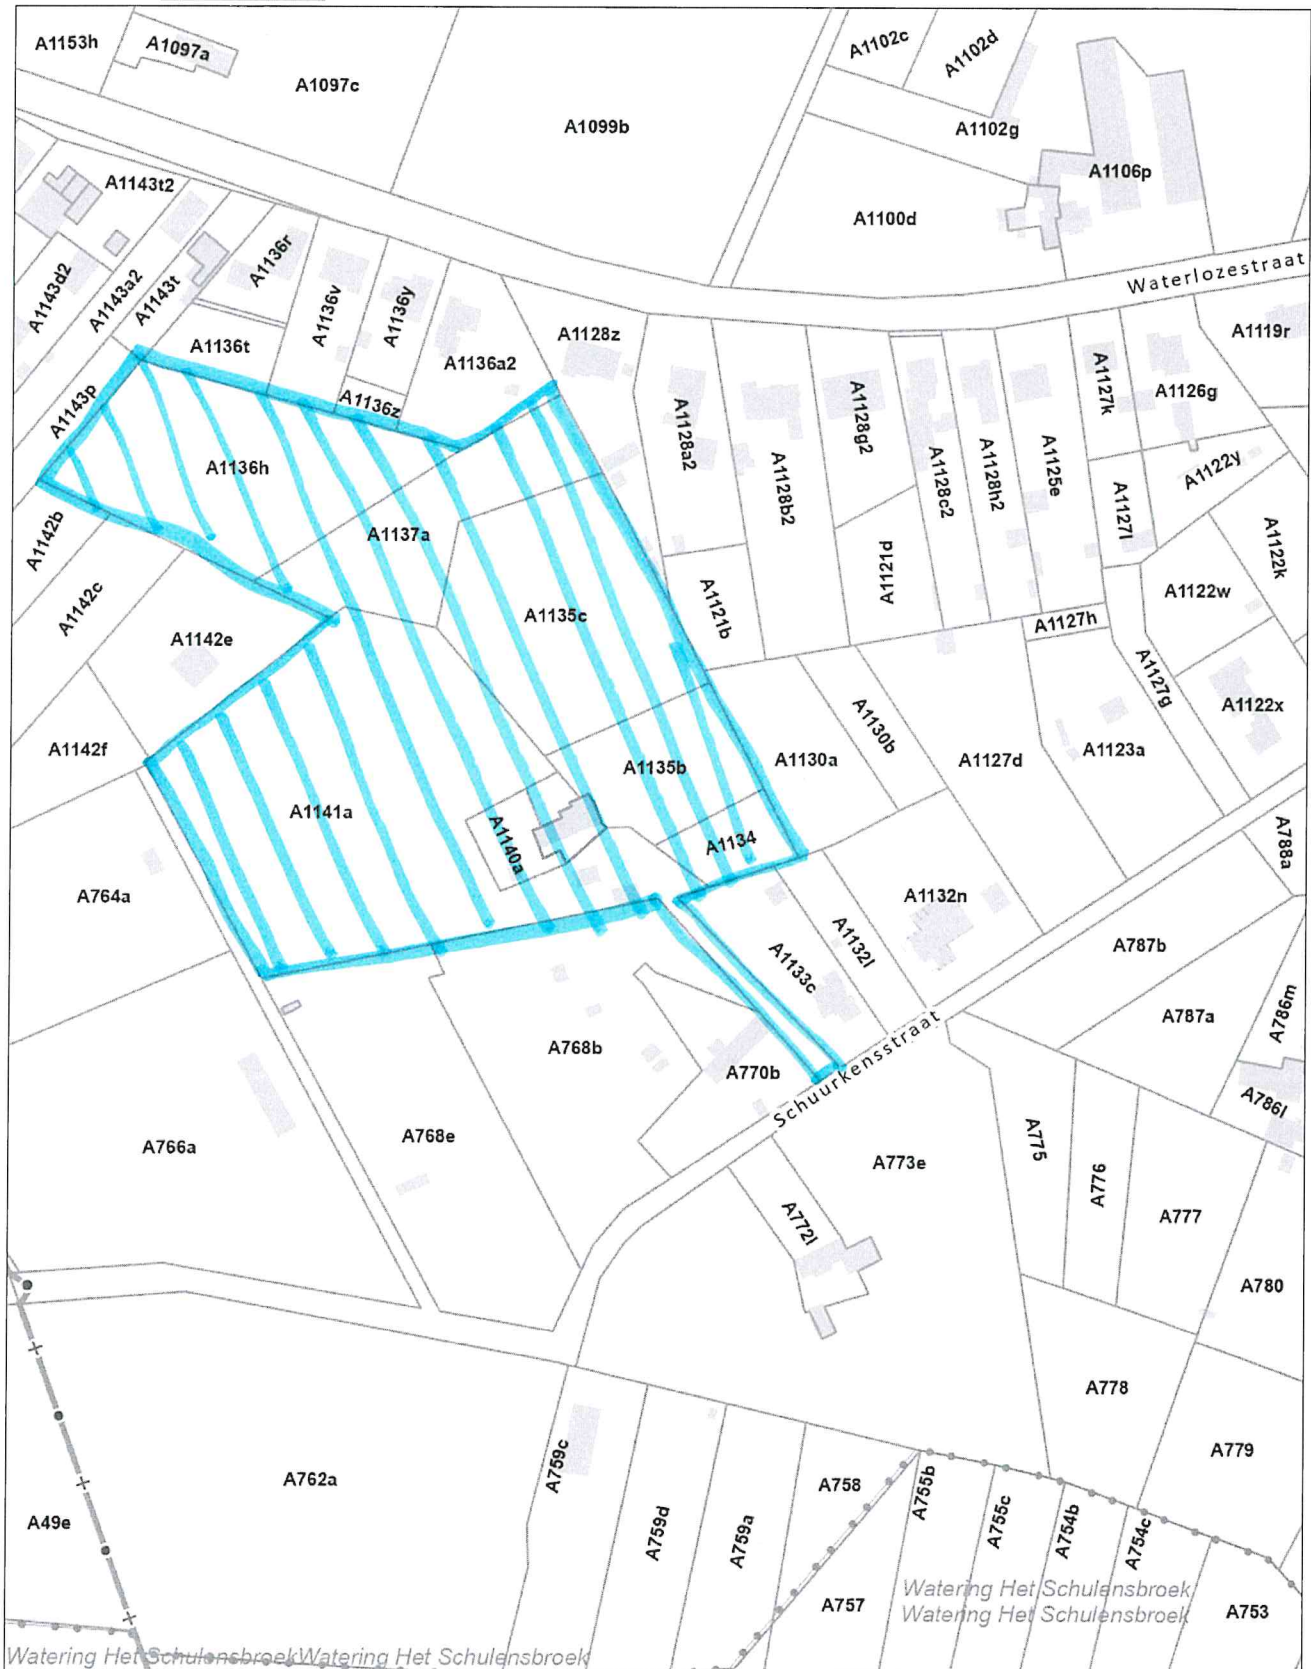 A1153h
A1097a
A1097c
A1099b
A1102c
A1102d
A1102g
A1106p
A1100d
Waterlozestraat
A1143t2
A1143d2
A1143a2
A1143t
A1136r
A1136v
A1136y
A1136t
A1136z
A1136a2
A1128z
A1119r
A1143p
A1128a2
A1128b2
A1128g2
A1128c2
A1128h2
A1125e
A1127k
A1126g
A1127l
A1122y
A1122k
A1136h
A1137a
A1142b
A1142c
A1142e
A1142f
A1135c
A1121b
A1121d
A1122w
A1127h
A1127g
A1122x
A1130b
A1130a
A1127d
A1123a
A1135b
A1141a
A1140a
A1134
A788a
A764a
A1133c
A1132l
A1132n
A787b
A787a
A786m
A786l
A768b
A770b
Schuurkensstraat
A766a
A768e
A773e
A772l
A775
A776
A777
A780
A778
A779
A762a
A759c
A759d
A759a
A758
A755b
A755c
A754b
A754c
A49e
A757
A753
Watering Het Schulensbroek
Watering Het Schulensbroek
Watering Het SchulensbroekWatering Het Schulensbroek